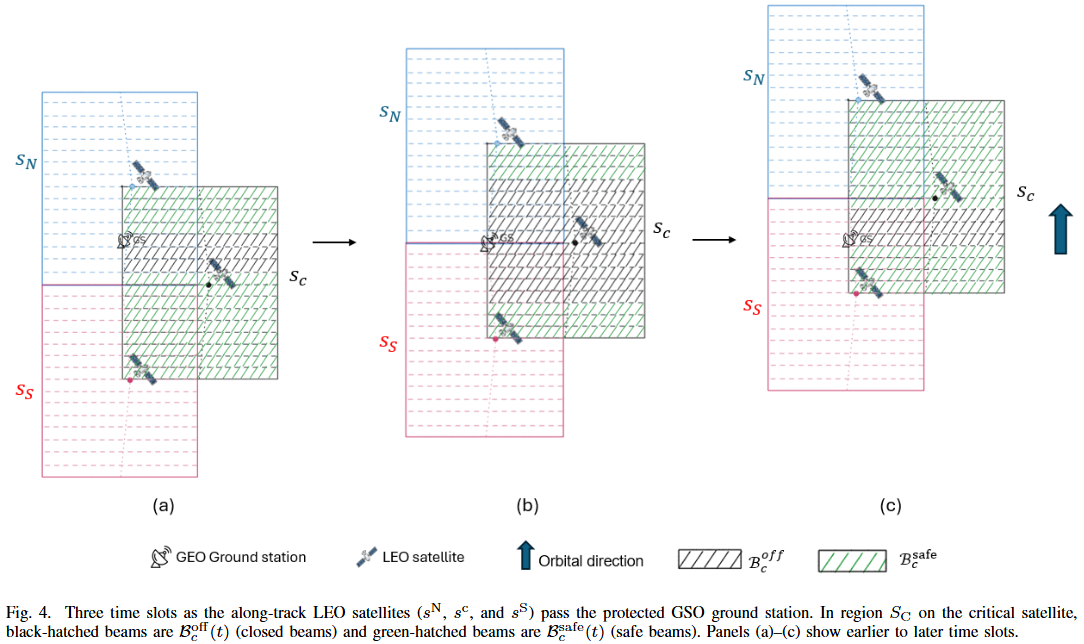 S_N
S_S
GS
S_C
(a)
S_N
S_S
GS
S_C
(b)
S_N
S_S
GS
S_C
(c)
GEO Ground station
LEO satellite
Orbital direction
ℬ_c^{off}
ℬ_c^{safe}
Fig. 4. Three time slots as the along-track LEO satellites (s^N, s^c, and s^S) pass the protected GSO ground station. In region S_C on the critical satellite,
black-hatched beams are ℬ_c^{off}(t) (closed beams) and green-hatched beams are ℬ_c^{safe}(t) (safe beams). Panels (a)–(c) show earlier to later time slots.